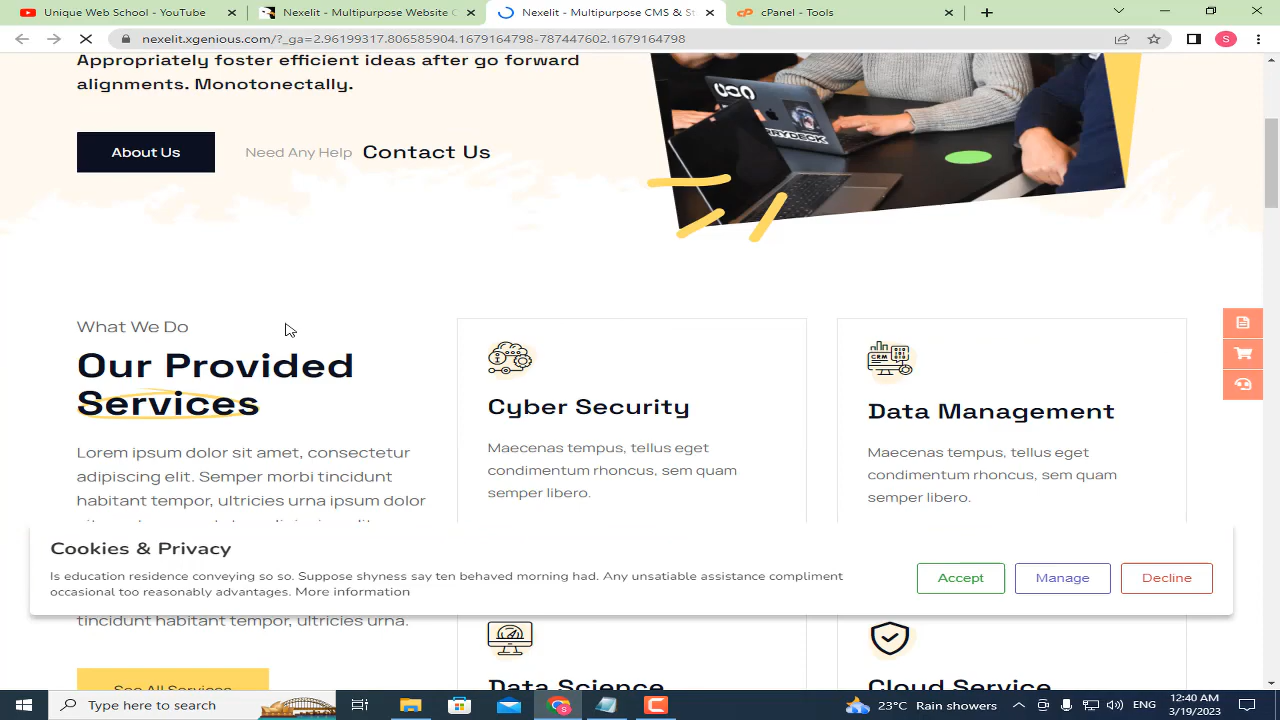 Unique Web School - YouTube
Nexelit - Multipurpose Website C
Nexelit - Multipurpose CMS & St
cPanel - Tools
nexelit.xgenious.com/?_ga=2.96199317.806585904.1679164798-787447602.1679164798
S
Appropriately foster efficient ideas after go forward
alignments. Monotonectally.
About Us
Need Any Help Contact Us
What We Do
Our Provided
Services
Lorem ipsum dolor sit amet, consectetur
adipiscing elit. Semper morbi tincidunt
habitant tempor, ultricies urna ipsum dolor
tincidunt habitant tempor, ultricies urna.
See All Services
CRM
Cyber Security
Maecenas tempus, tellus eget
condimentum rhoncus, sem quam
semper libero.
Data Management
Maecenas tempus, tellus eget
condimentum rhoncus, sem quam
semper libero.
Data Science
Cloud Service
Cookies & Privacy
Is education residence conveying so so. Suppose shyness say ten behaved morning had. Any unsatiable assistance compliment
occasional too reasonably advantages. More information
Accept
Manage
Decline
Type here to search
23°C Rain showers
ENG
12:40 AM
3/19/2023